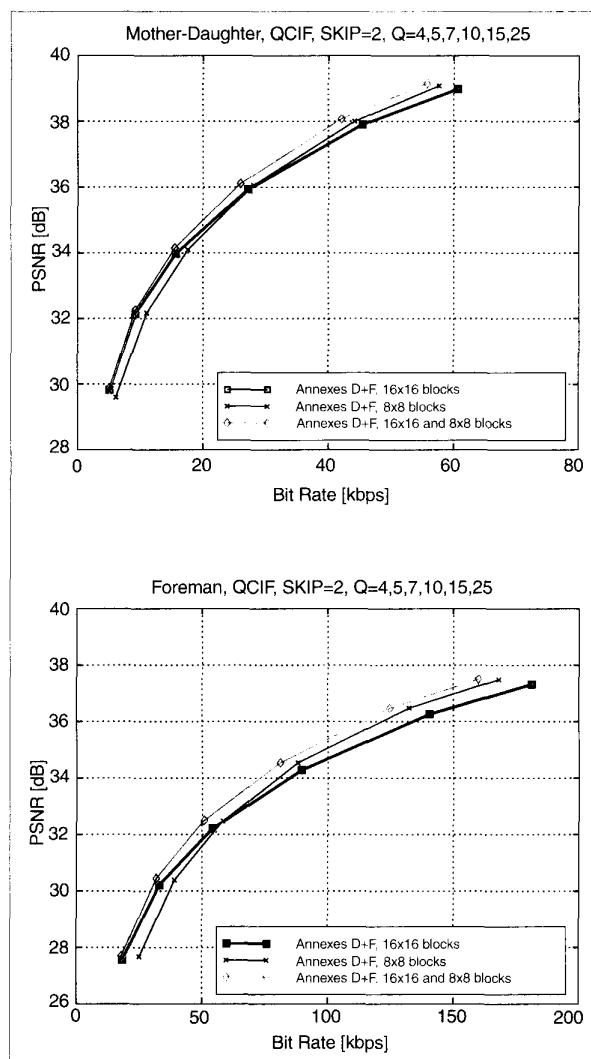 Mother-Daughter, QCIF, SKIP=2, Q=4,5,7,10,15,25
40
38
36
34
32
30
28
PSNR [dB]
Annexes D+F, 16x16 blocks
Annexes D+F, 8x8 blocks
Annexes D+F, 16x16 and 8x8 blocks
0 20 40 60 80
Bit Rate [kbps]
Foreman, QCIF, SKIP=2, Q=4,5,7,10,15,25
40
38
36
34
32
30
28
26
PSNR [dB]
Annexes D+F, 16x16 blocks
Annexes D+F, 8x8 blocks
Annexes D+F, 16x16 and 8x8 blocks
0 50 100 150 200
Bit Rate [kbps]